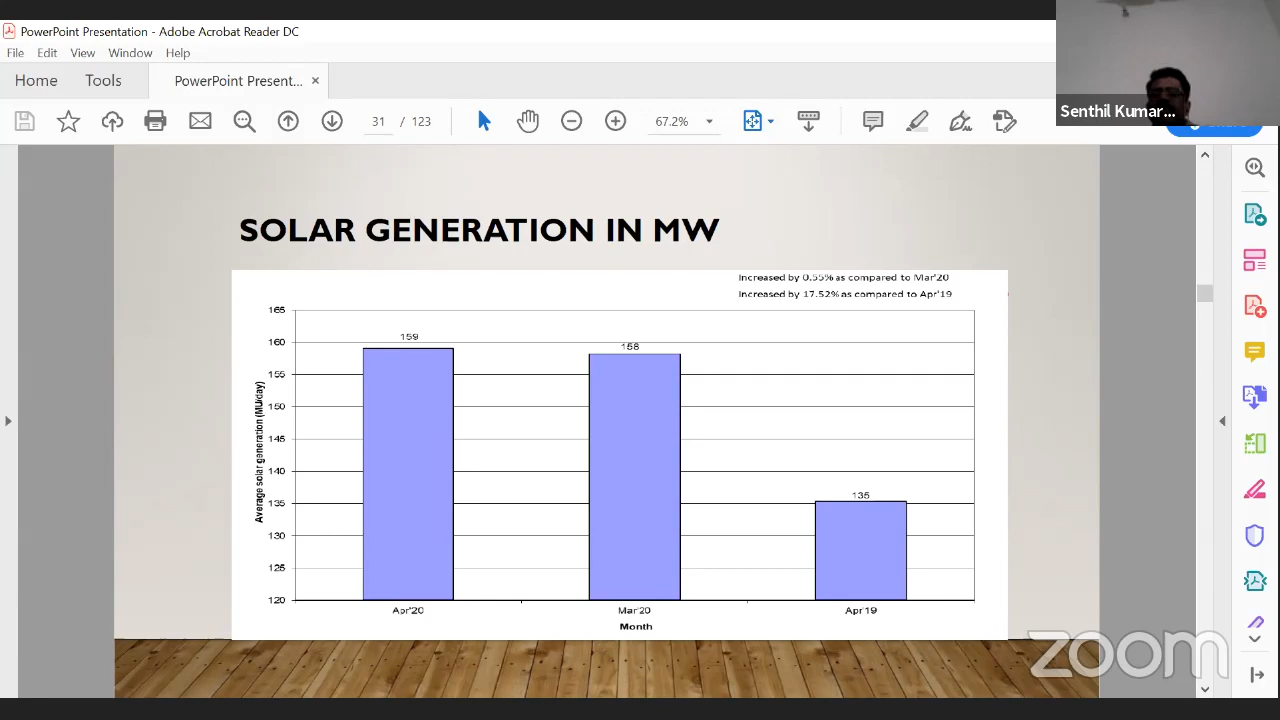 PowerPoint Presentation - Adobe Acrobat Reader DC
File Edit View Window Help
Home Tools PowerPoint Present... ×
31 / 123 67.2%
Senthil Kumar...
SOLAR GENERATION IN MW
Increased by 0.55% as compared to Mar'20
Increased by 17.52% as compared to Apr'19
165
160
155
150
145
140
135
130
125
120
Average solar generation (MU/day)
159
158
135
Apr'20 Mar'20 Apr'19
Month
zoom